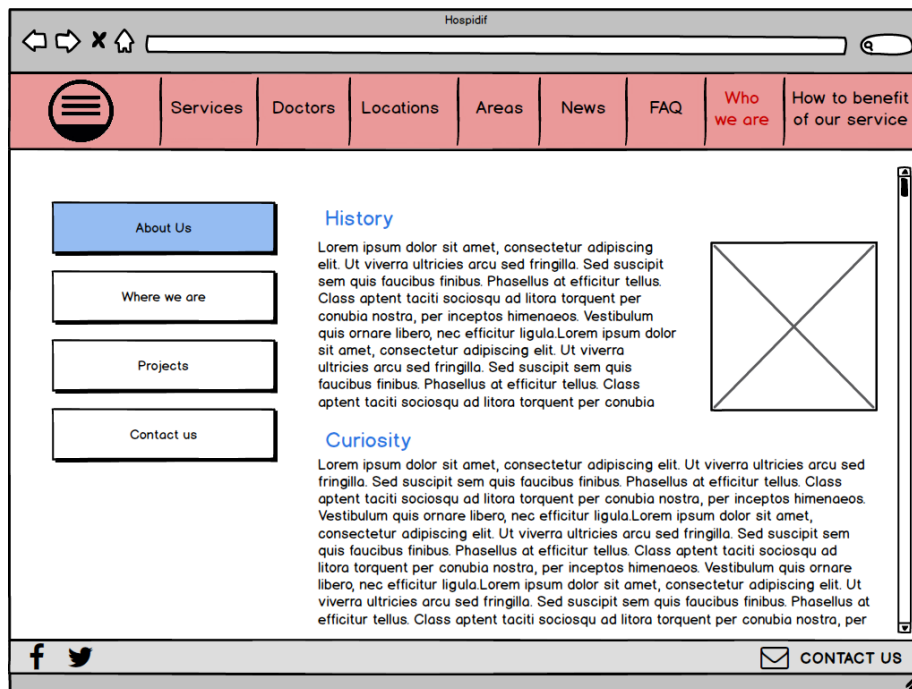 Hospidif
Services
Doctors
Locations
Areas
News
FAQ
Who
we are
How to benefit
of our service
About Us
Where we are
Projects
Contact us
History
Lorem ipsum dolor sit amet, consectetur adipiscing
elit. Ut viverra ultricies arcu sed fringilla. Sed suscipit
sem quis faucibus finibus. Phasellus at efficitur tellus.
Class aptent taciti sociosqu ad litora torquent per
conubia nostra, per inceptos himenaeos. Vestibulum
quis ornare libero, nec efficitur ligula.Lorem ipsum dolor
sit amet, consectetur adipiscing elit. Ut viverra
ultricies arcu sed fringilla. Sed suscipit sem quis
faucibus finibus. Phasellus at efficitur tellus. Class
aptent taciti sociosqu ad litora torquent per conubia
Curiosity
Lorem ipsum dolor sit amet, consectetur adipiscing elit. Ut viverra ultricies arcu sed
fringilla. Sed suscipit sem quis faucibus finibus. Phasellus at efficitur tellus. Class
aptent taciti sociosqu ad litora torquent per conubia nostra, per inceptos himenaeos.
Vestibulum quis ornare libero, nec efficitur ligula.Lorem ipsum dolor sit amet,
consectetur adipiscing elit. Ut viverra ultricies arcu sed fringilla. Sed suscipit sem
quis faucibus finibus. Phasellus at efficitur tellus. Class aptent taciti sociosqu ad
litora torquent per conubia nostra, per inceptos himenaeos. Vestibulum quis ornare
libero, nec efficitur ligula.Lorem ipsum dolor sit amet, consectetur adipiscing elit. Ut
viverra ultricies arcu sed fringilla. Sed suscipit sem quis faucibus finibus. Phasellus at
efficitur tellus. Class aptent taciti sociosqu ad litora torquent per conubia nostra, per
CONTACT US